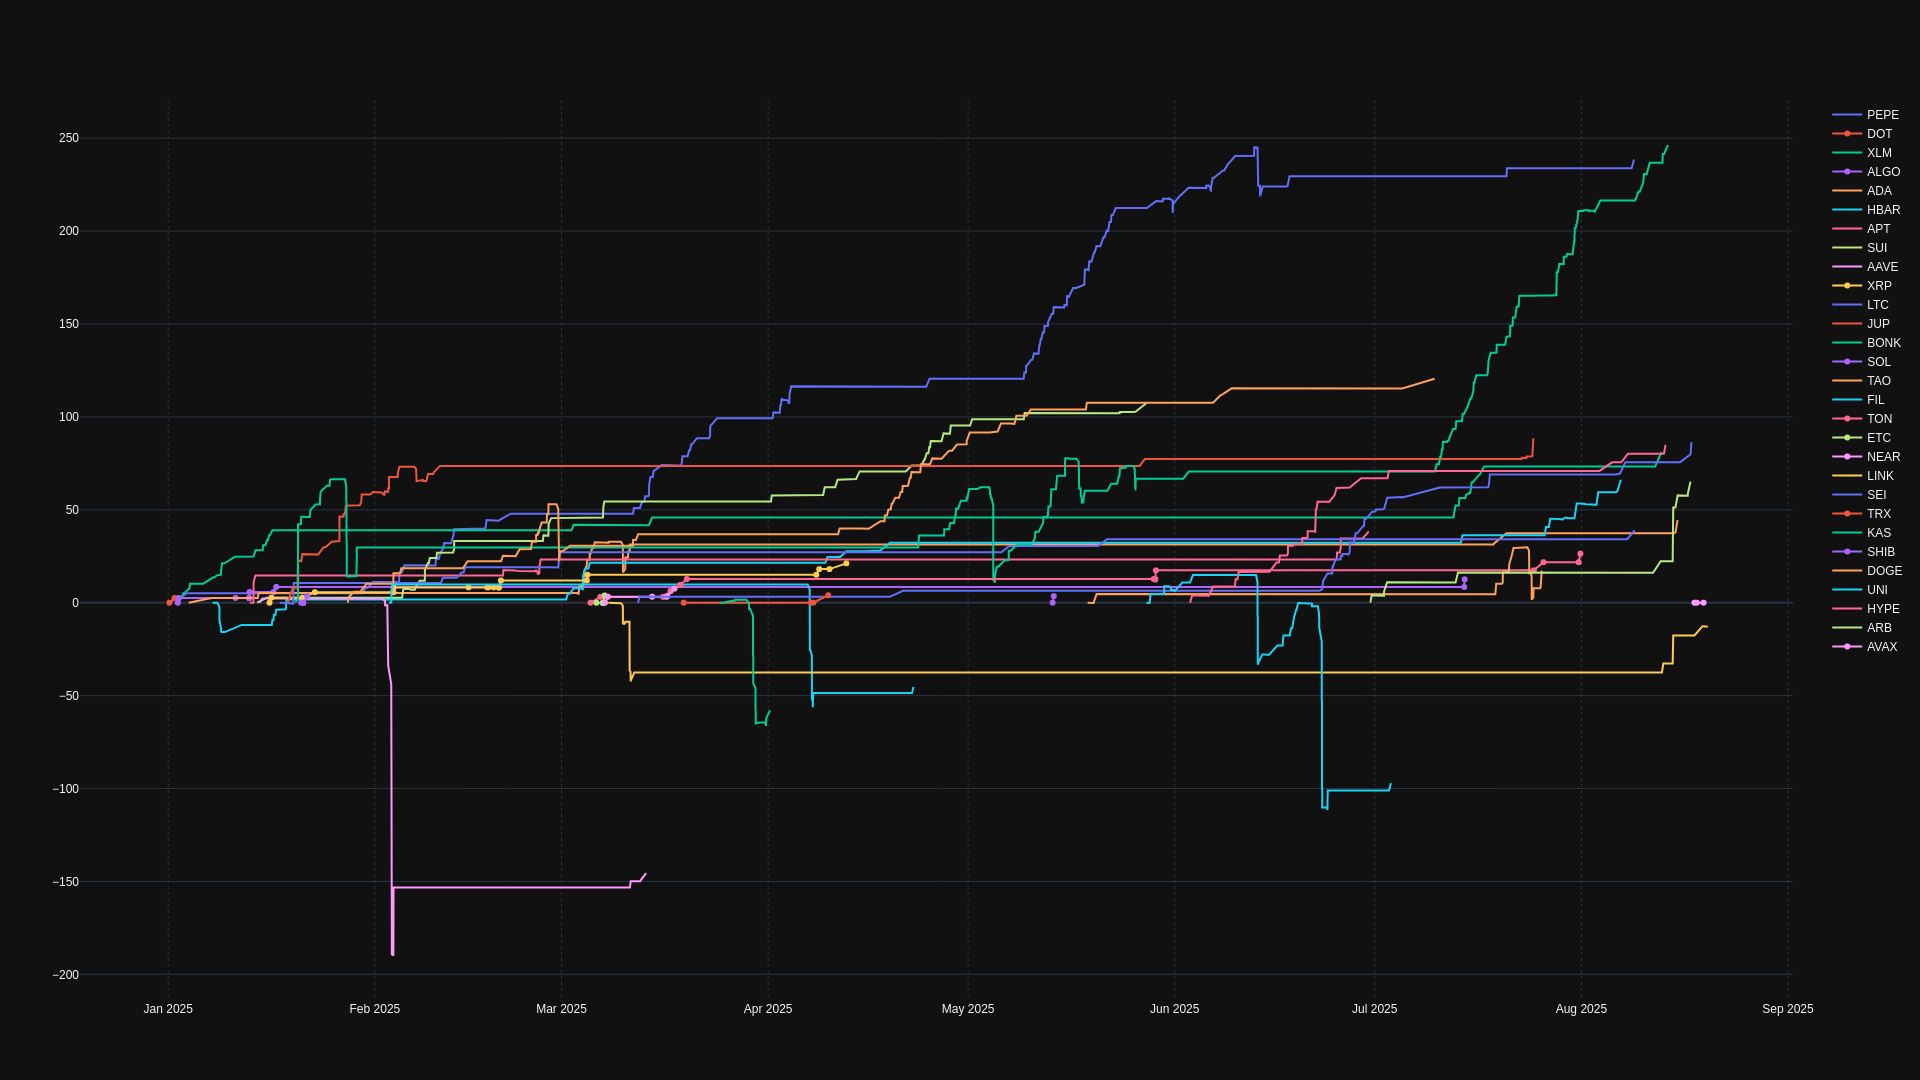 250
200
150
100
50
0
−50
−100
−150
−200
Jan 2025
Feb 2025
Mar 2025
Apr 2025
May 2025
Jun 2025
Jul 2025
Aug 2025
Sep 2025
PEPE
DOT
XLM
ALGO
ADA
HBAR
APT
SUI
AAVE
XRP
LTC
JUP
BONK
SOL
TAO
FIL
TON
ETC
NEAR
LINK
SEI
TRX
KAS
SHIB
DOGE
UNI
HYPE
ARB
AVAX